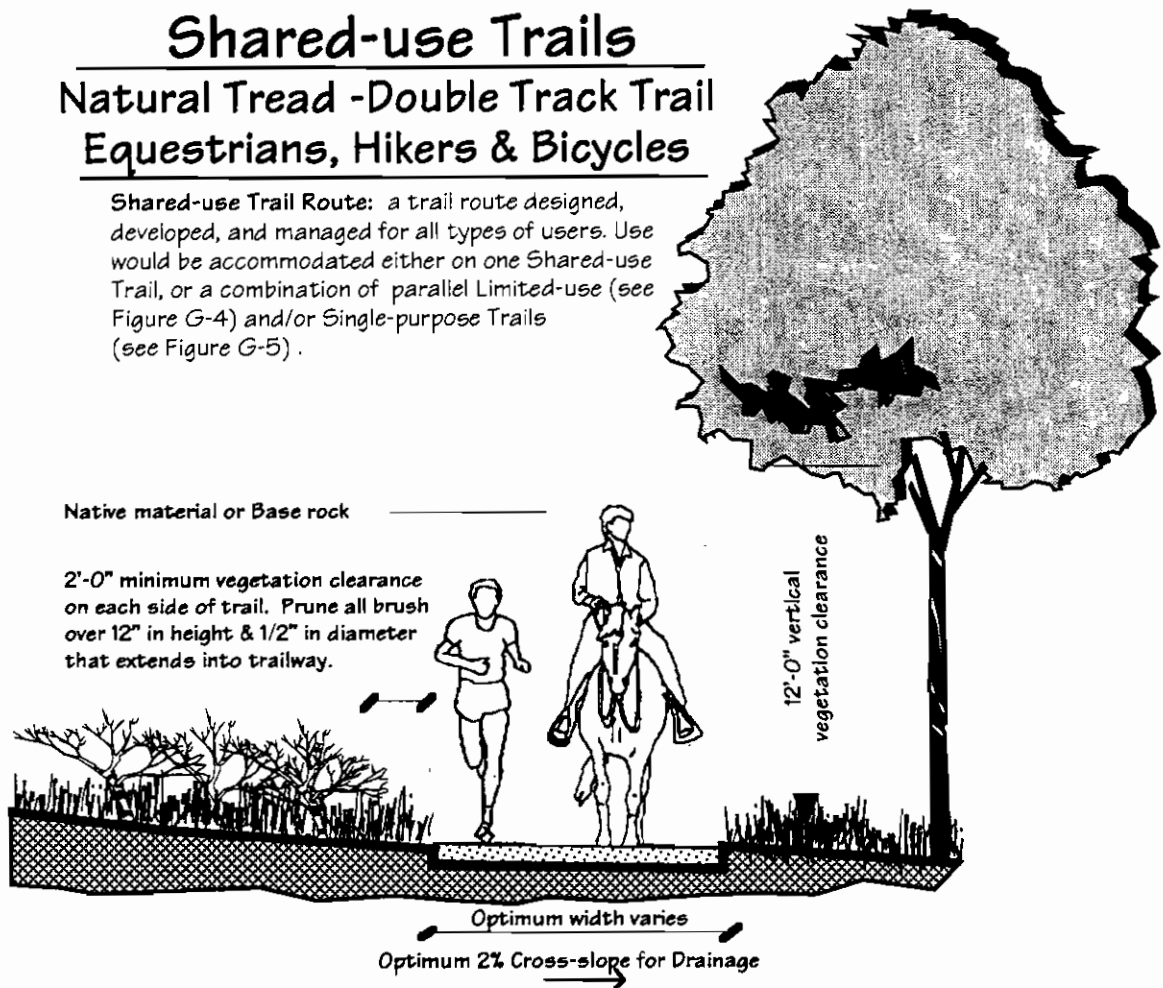 Shared-use Trails
Natural Tread -Double Track Trail
Equestrians, Hikers & Bicycles
Shared-use Trail Route: a trail route designed,
developed, and managed for all types of users. Use
would be accommodated either on one Shared-use
Trail, or a combination of parallel Limited-use (see
Figure G-4) and/or Single-purpose Trails
(see Figure G-5) .
Native material or Base rock
2'-0" minimum vegetation clearance
on each side of trail. Prune all brush
over 12" in height & 1/2" in diameter
that extends into trailway.
12'-0" vertical
vegetation clearance
Optimum width varies
Optimum 2% Cross-slope for Drainage